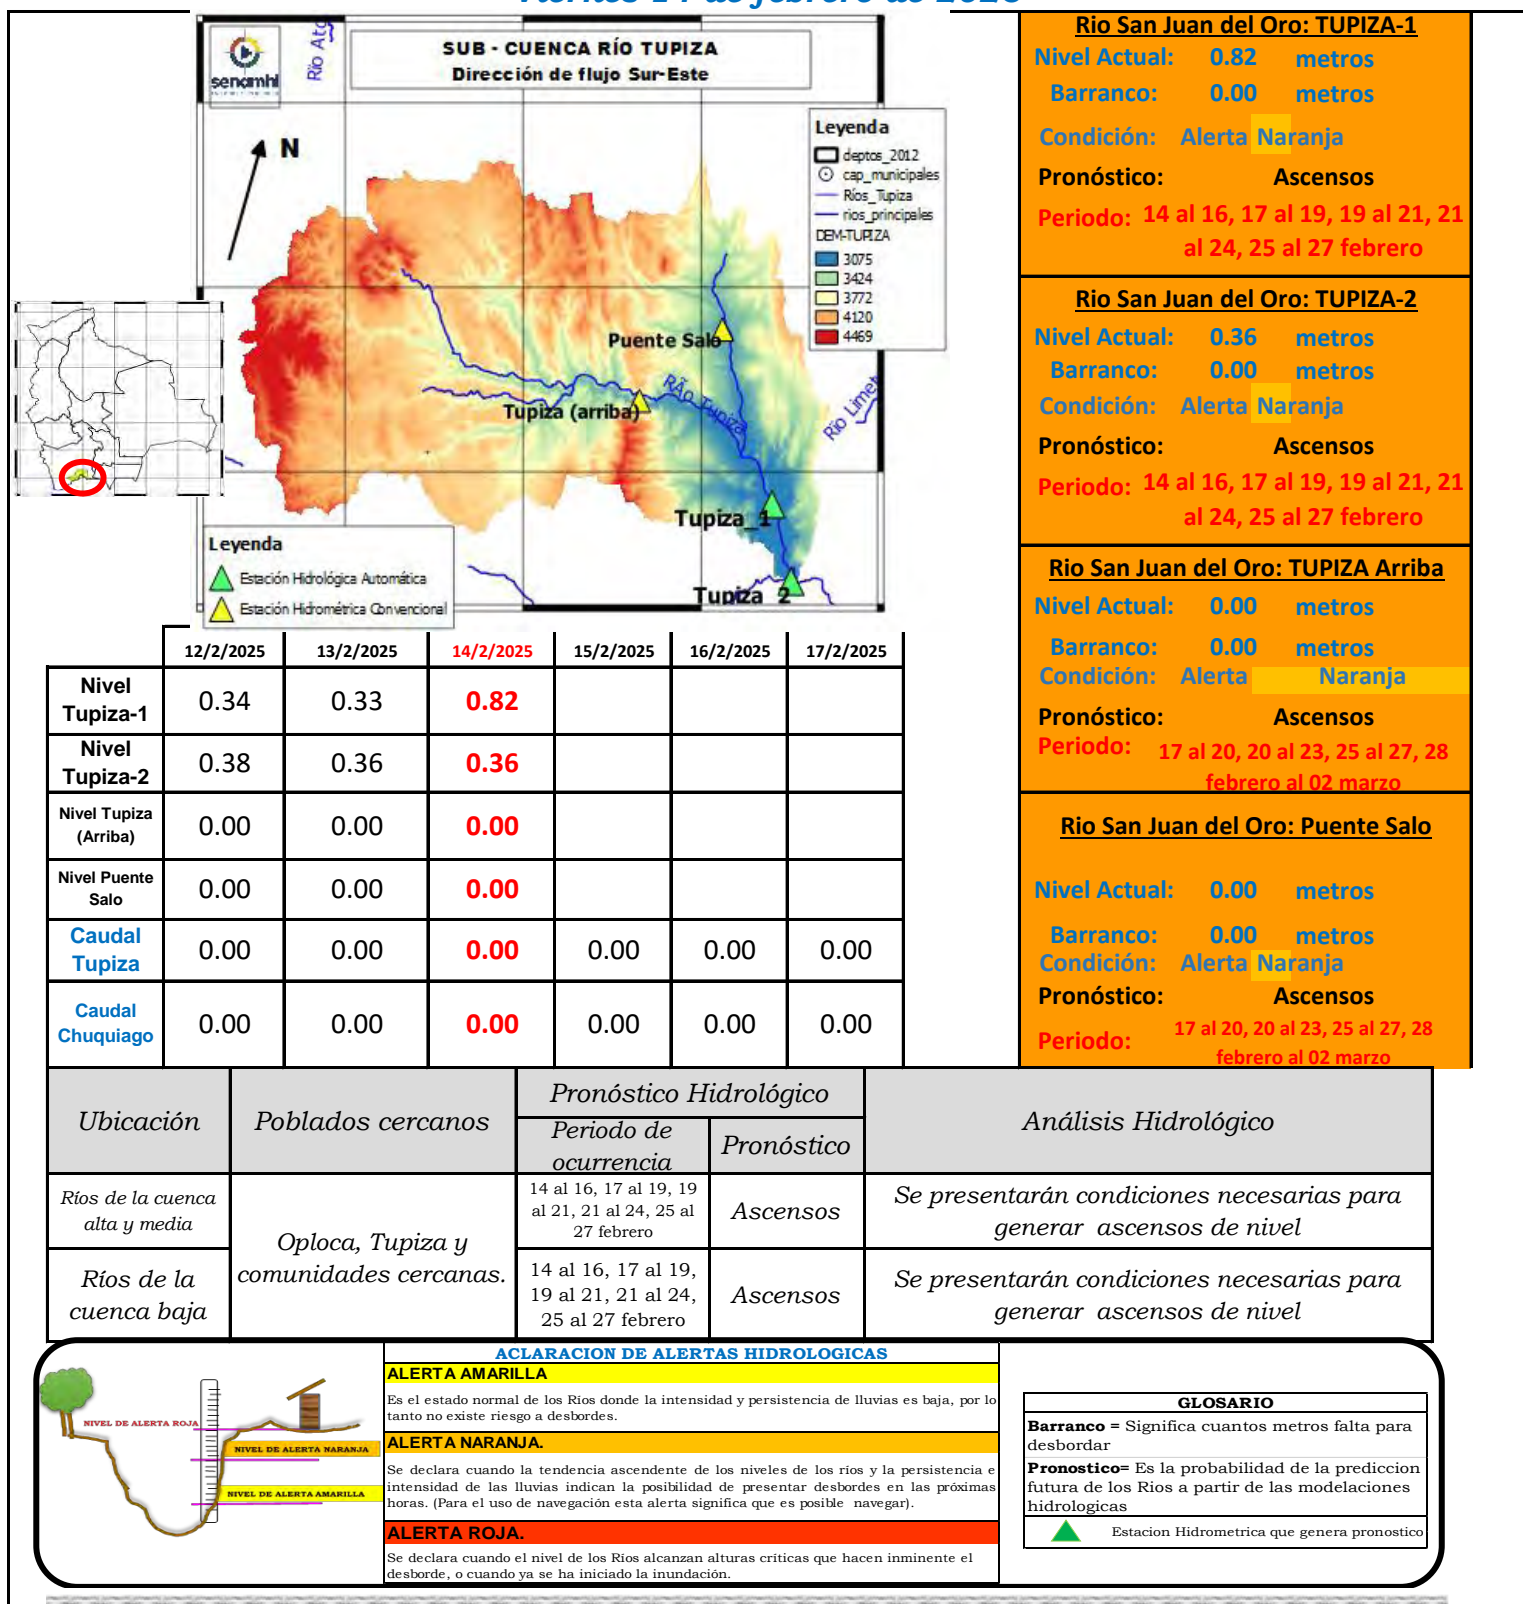 Viernes 14 de febrero de 2025
senamhi
Río Ato
SUB - CUENCA RÍO TUPIZA
Dirección de flujo Sur-Este
N
Leyenda
deptos_2012
cap_municipales
Ríos_Tupiza
rios_principales
DEM-TUPIZA
3075
3424
3772
4120
4469
Puente Salo
RÃo Tupiza
Tupiza (arriba)
Río Limet
Tupiza_1
Tupiza_2
Leyenda
Estación Hidrológica Automática
Estación Hidrométrica Convencional
Rio San Juan del Oro: TUPIZA-1
Nivel Actual: 0.82 metros
Barranco: 0.00 metros
Condición: Alerta Naranja
Pronóstico: Ascensos
Periodo: 14 al 16, 17 al 19, 19 al 21, 21
al 24, 25 al 27 febrero
Rio San Juan del Oro: TUPIZA-2
Nivel Actual: 0.36 metros
Barranco: 0.00 metros
Condición: Alerta Naranja
Pronóstico: Ascensos
Periodo: 14 al 16, 17 al 19, 19 al 21, 21
al 24, 25 al 27 febrero
Rio San Juan del Oro: TUPIZA Arriba
Nivel Actual: 0.00 metros
Barranco: 0.00 metros
Condición: Alerta Naranja
Pronóstico: Ascensos
Periodo: 17 al 20, 20 al 23, 25 al 27, 28
febrero al 02 marzo
Rio San Juan del Oro: Puente Salo
Nivel Actual: 0.00 metros
Barranco: 0.00 metros
Condición: Alerta Naranja
Pronóstico: Ascensos
Periodo: 17 al 20, 20 al 23, 25 al 27, 28
febrero al 02 marzo
12/2/2025 13/2/2025 14/2/2025 15/2/2025 16/2/2025 17/2/2025
Nivel
Tupiza-1 0.34 0.33 0.82
Nivel
Tupiza-2 0.38 0.36 0.36
Nivel Tupiza
(Arriba) 0.00 0.00 0.00
Nivel Puente
Salo 0.00 0.00 0.00
Caudal
Tupiza 0.00 0.00 0.00 0.00 0.00 0.00
Caudal
Chuquiago 0.00 0.00 0.00 0.00 0.00 0.00
Ubicación Poblados cercanos Pronóstico Hidrológico Análisis Hidrológico
Periodo de
ocurrencia Pronóstico
Ríos de la cuenca
alta y media
Oploca, Tupiza y
comunidades cercanas.
14 al 16, 17 al 19, 19
al 21, 21 al 24, 25 al
27 febrero
Ascensos
Se presentarán condiciones necesarias para
generar ascensos de nivel
Ríos de la
cuenca baja
14 al 16, 17 al 19,
19 al 21, 21 al 24,
25 al 27 febrero
Ascensos
Se presentarán condiciones necesarias para
generar ascensos de nivel
NIVEL DE ALERTA ROJA
NIVEL DE ALERTA NARANJA
NIVEL DE ALERTA AMARILLA
ACLARACION DE ALERTAS HIDROLOGICAS
ALERTA AMARILLA
Es el estado normal de los Rios donde la intensidad y persistencia de lluvias es baja, por lo
tanto no existe riesgo a desbordes.
ALERTA NARANJA.
Se declara cuando la tendencia ascendente de los niveles de los ríos y la persistencia e
intensidad de las lluvias indican la posibilidad de presentar desbordes en las próximas
horas. (Para el uso de navegación esta alerta significa que es posible navegar).
ALERTA ROJA.
Se declara cuando el nivel de los Ríos alcanzan alturas críticas que hacen inminente el
desborde, o cuando ya se ha iniciado la inundación.
GLOSARIO
Barranco = Significa cuantos metros falta para
desbordar
Pronostico= Es la probabilidad de la prediccion
futura de los Rios a partir de las modelaciones
hidrologicas
Estacion Hidrometrica que genera pronostico